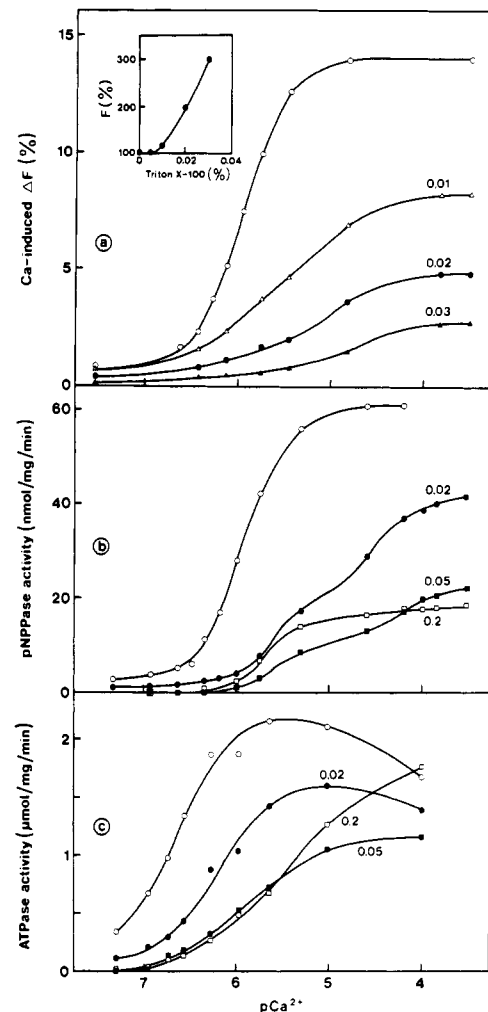 300
200
100
F (%)
0 0.02 0.04
Triton X-100 (%)
15
10
5
0
Ca-induced ΔF (%)
a
0.01
0.02
0.03
60
40
20
0
pNPPase activity (nmol/mg/min)
b
0.02
0.05
0.2
2
1
0
ATPase activity (μmol/mg/min)
c
0.02
0.2
0.05
7 6 5 4
pCa²⁺